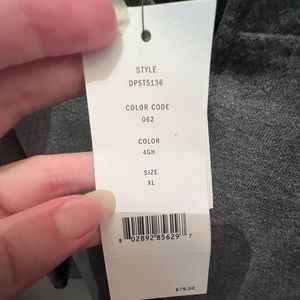 STYLE
DPST5136
COLOR CODE
062
COLOR
4GH
SIZE
XL
8 02892 85629 7
$79.00